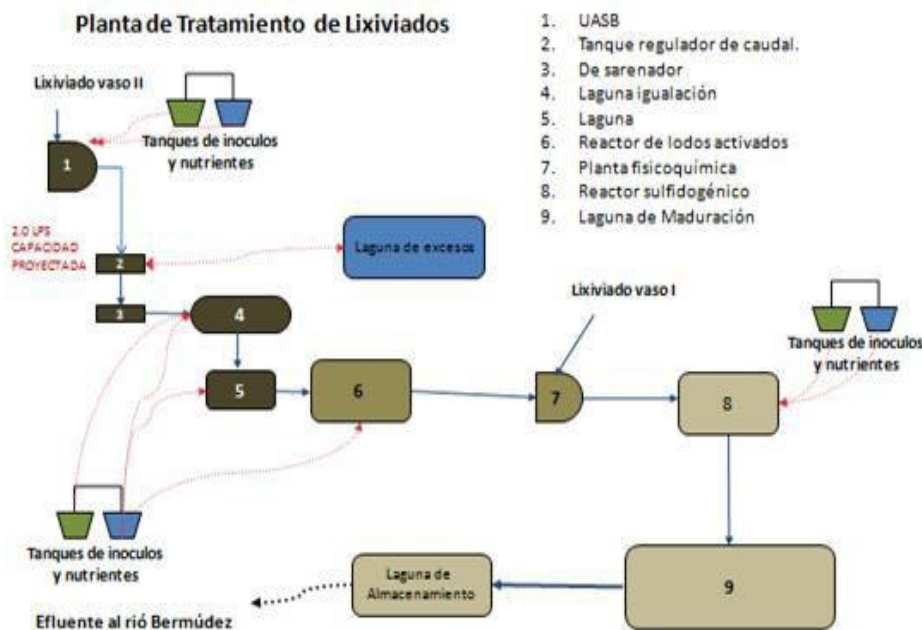 Planta de Tratamiento de Lixiviados
1. UASB
2. Tanque regulador de caudal.
3. De sarenador
4. Laguna igualación
5. Laguna
6. Reactor de lodos activados
7. Planta fisicoquímica
8. Reactor sulfidogénico
9. Laguna de Maduración
Lixiviado vaso II
Tanques de inoculos
y nutrientes
1
2.0 LPS
CAPACIDAD
PROYECTADA
2
Laguna de excesos
3
4
Lixiviado vaso I
Tanques de inoculos
y nutrientes
5
6
7
8
Tanques de inoculos
y nutrientes
Laguna de
Almacenamiento
9
Efluente al rió Bermúdez